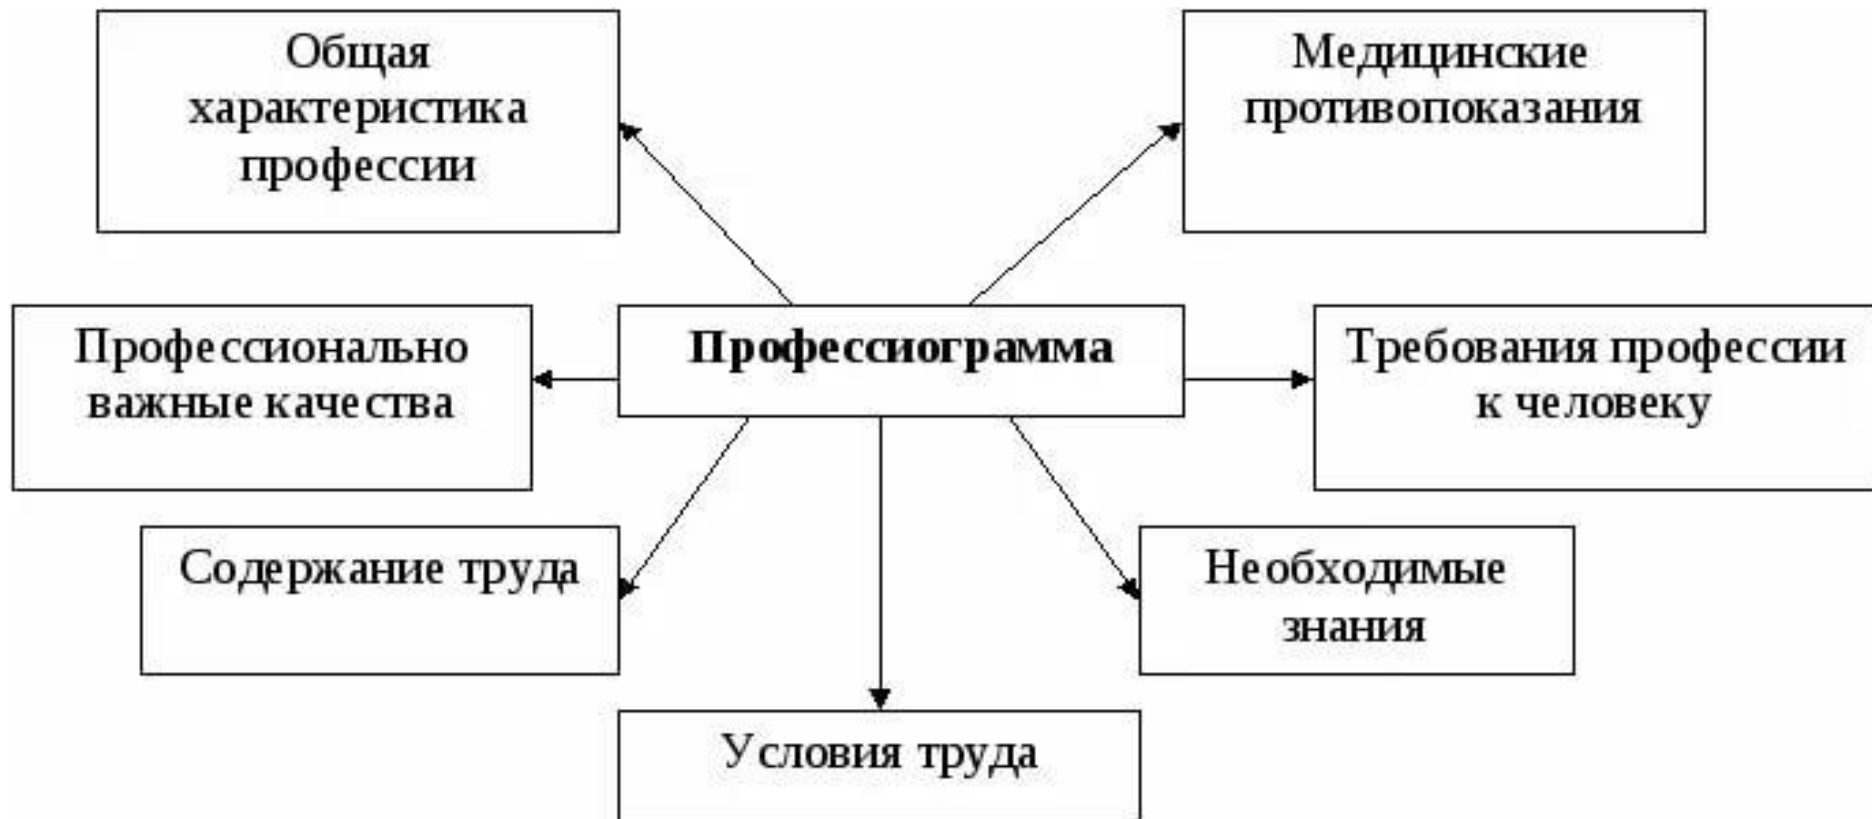 Общая
характеристика
профессии
Медицинские
противопоказания
Профессионально
важные качества
Профессиограмма
Требования профессии
к человеку
Содержание труда
Необходимые
знания
Условия труда